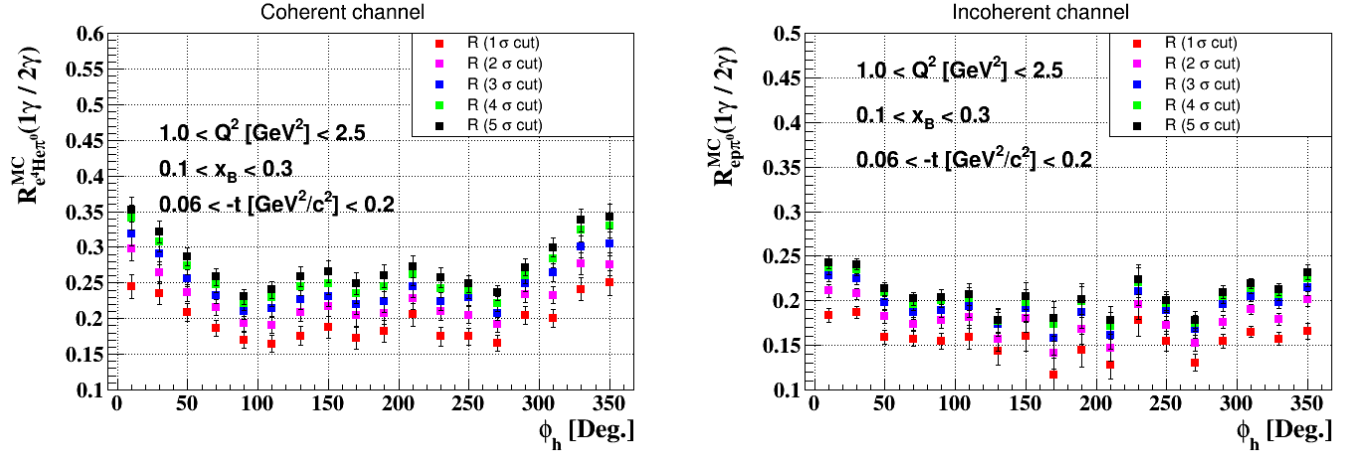 Coherent channel
R^MC_e⁴Heπ⁰(1γ / 2γ)
0.6
0.55
0.5
0.45
0.4
0.35
0.3
0.25
0.2
0.15
0.1
R (1 σ cut)
R (2 σ cut)
R (3 σ cut)
R (4 σ cut)
R (5 σ cut)
1.0 < Q² [GeV²] < 2.5
0.1 < x_B < 0.3
0.06 < -t [GeV²/c²] < 0.2
0 50 100 150 200 250 300 350
ϕ_h [Deg.]
Incoherent channel
R^MC_epπ⁰(1γ / 2γ)
0.5
0.45
0.4
0.35
0.3
0.25
0.2
0.15
0.1
R (1 σ cut)
R (2 σ cut)
R (3 σ cut)
R (4 σ cut)
R (5 σ cut)
1.0 < Q² [GeV²] < 2.5
0.1 < x_B < 0.3
0.06 < -t [GeV²/c²] < 0.2
0 50 100 150 200 250 300 350
ϕ_h [Deg.]